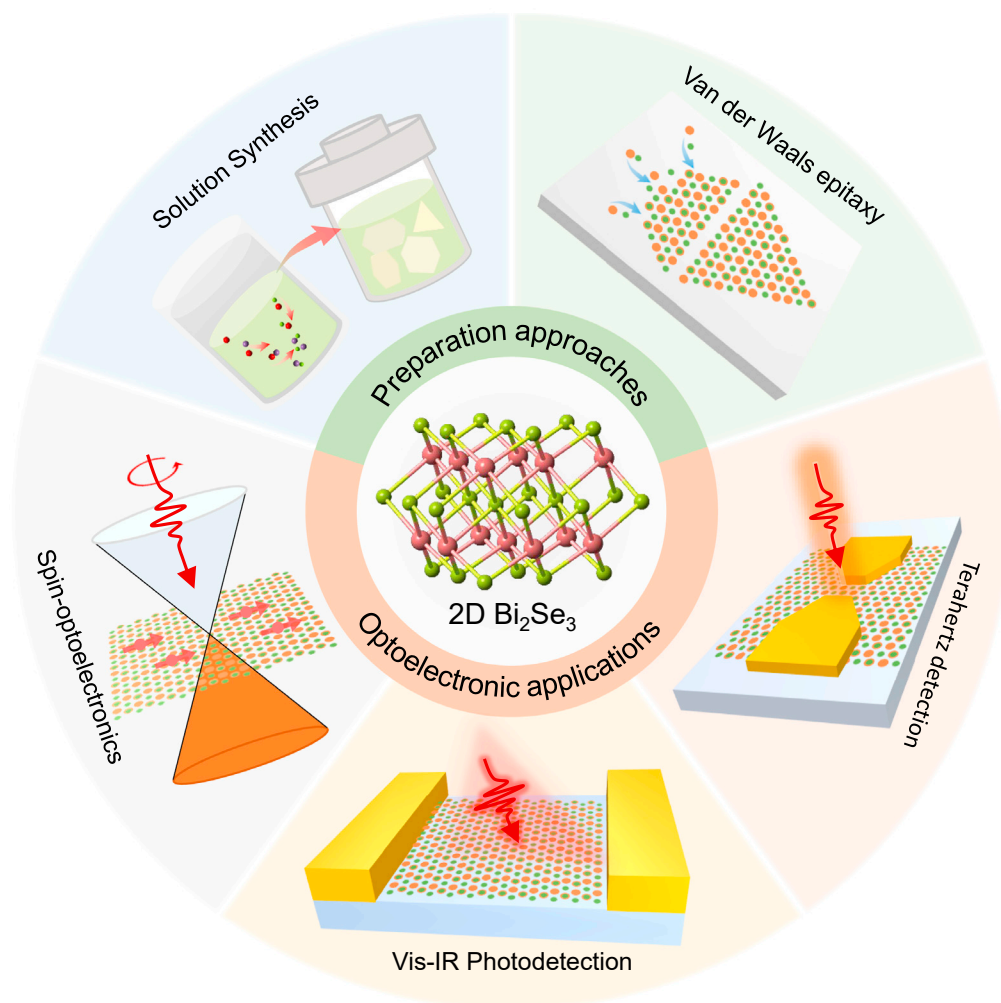 Solution Synthesis
Van der Waals epitaxy
Preparation approaches
2D Bi₂Se₃
Optoelectronic applications
Spin-optoelectronics
Terahertz detection
Vis-IR Photodetection